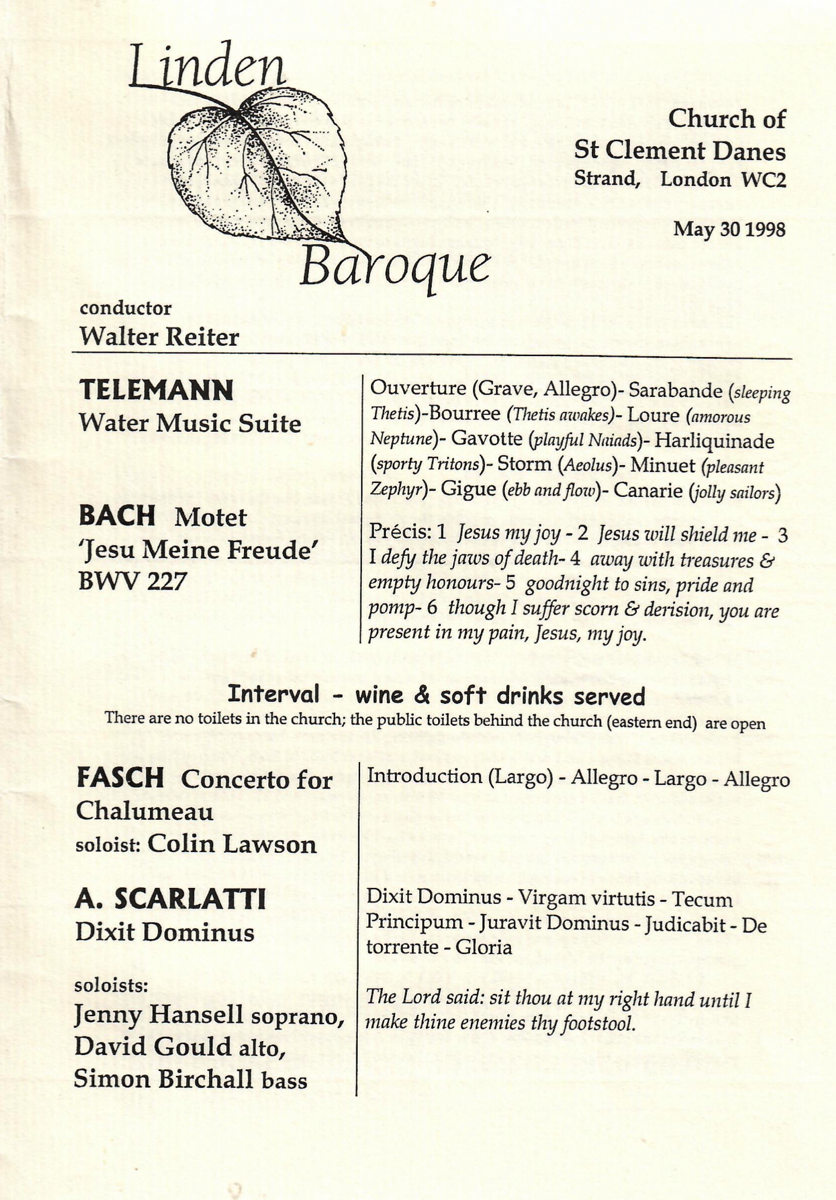 Linden
Baroque
Church of
St Clement Danes
Strand, London WC2
May 30 1998
conductor
Walter Reiter
TELEMANN
Water Music Suite
Ouverture (Grave, Allegro)- Sarabande (sleeping
Thetis)-Bourree (Thetis awakes)- Loure (amorous
Neptune)- Gavotte (playful Naiads)- Harliquinade
(sporty Tritons)- Storm (Aeolus)- Minuet (pleasant
Zephyr)- Gigue (ebb and flow)- Canarie (jolly sailors)
BACH Motet
‘Jesu Meine Freude’
BWV 227
Précis: 1 Jesus my joy - 2 Jesus will shield me - 3
I defy the jaws of death- 4 away with treasures &
empty honours- 5 goodnight to sins, pride and
pomp- 6 though I suffer scorn & derision, you are
present in my pain, Jesus, my joy.
Interval - wine & soft drinks served
There are no toilets in the church; the public toilets behind the church (eastern end) are open
FASCH Concerto for
Chalumeau
soloist: Colin Lawson
Introduction (Largo) - Allegro - Largo - Allegro
A. SCARLATTI
Dixit Dominus
Dixit Dominus - Virgam virtutis - Tecum
Principum - Juravit Dominus - Judicabit - De
torrente - Gloria
soloists:
Jenny Hansell soprano,
David Gould alto,
Simon Birchall bass
The Lord said: sit thou at my right hand until I
make thine enemies thy footstool.